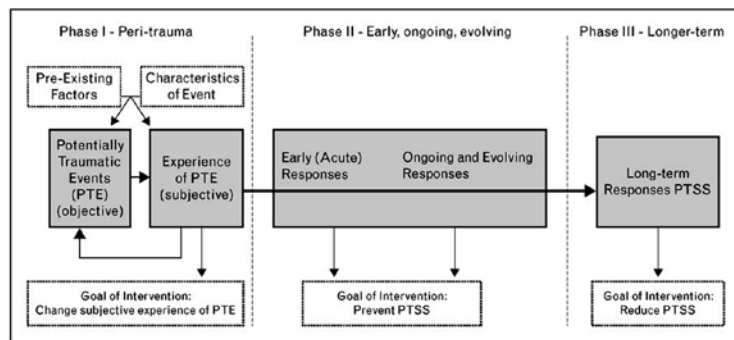 Phase I - Peri-trauma
Phase II - Early, ongoing, evolving
Phase III - Longer-term
Pre-Existing
Factors
Characteristics
of Event
Potentially
Traumatic
Events
(PTE)
(objective)
Experience
of PTE
(subjective)
Early (Acute)
Responses
Ongoing and Evolving
Responses
Long-term
Responses PTSS
Goal of Intervention:
Change subjective experience of PTE
Goal of Intervention:
Prevent PTSS
Goal of Intervention:
Reduce PTSS